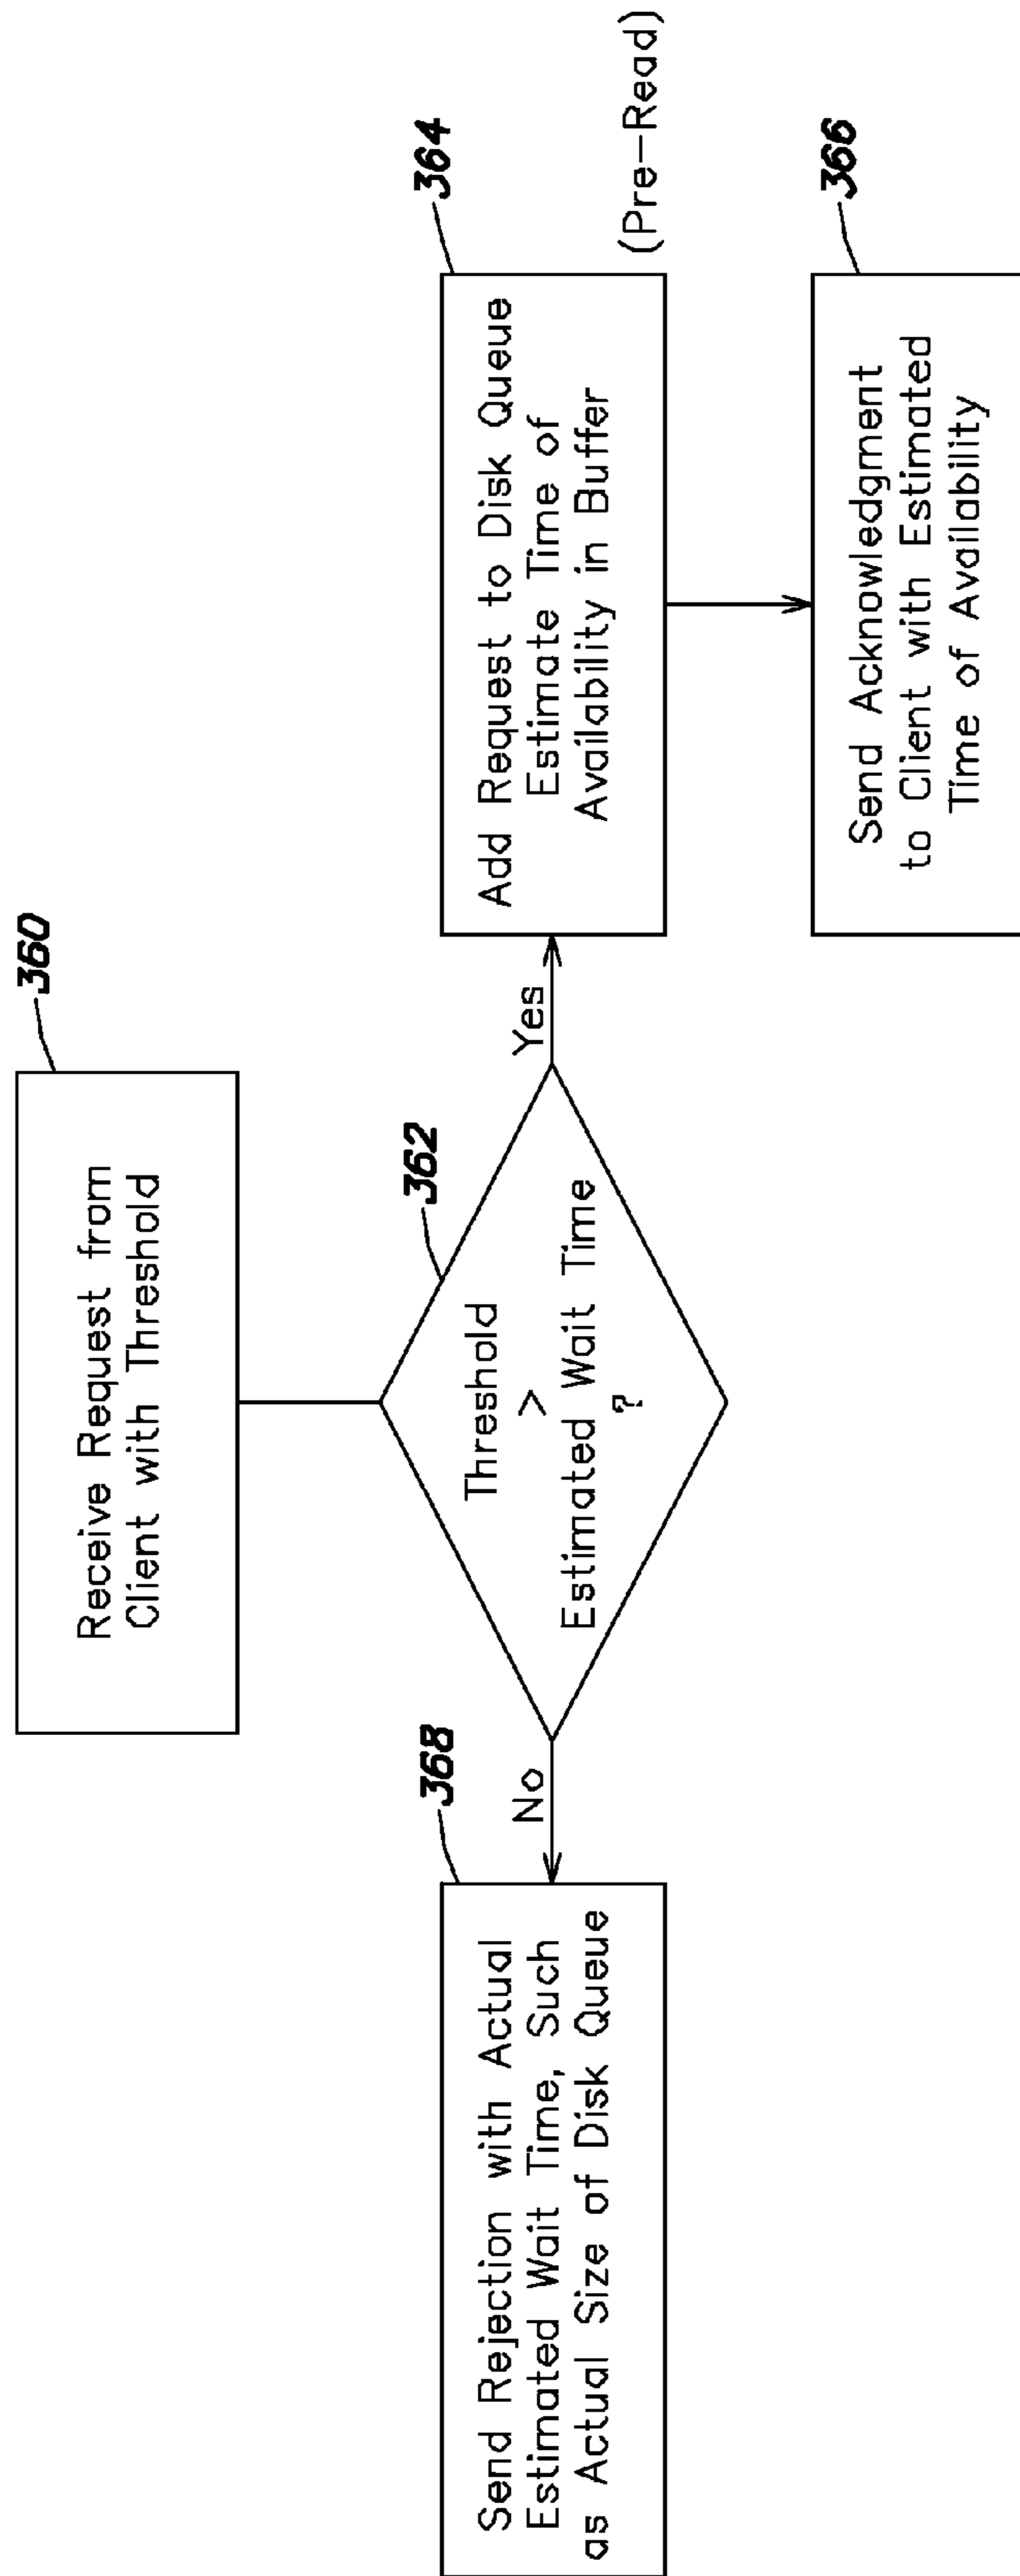 360
Receive Request from
Client with Threshold
362
Threshold
>
Estimated Wait Time
?
No
Yes
368
Send Rejection with Actual
Estimated Wait Time, Such
as Actual Size of Disk Queue
364
Add Request to Disk Queue
Estimate Time of
Availability in Buffer
(Pre-Read)
366
Send Acknowledgment
to Client with Estimated
Time of Availability